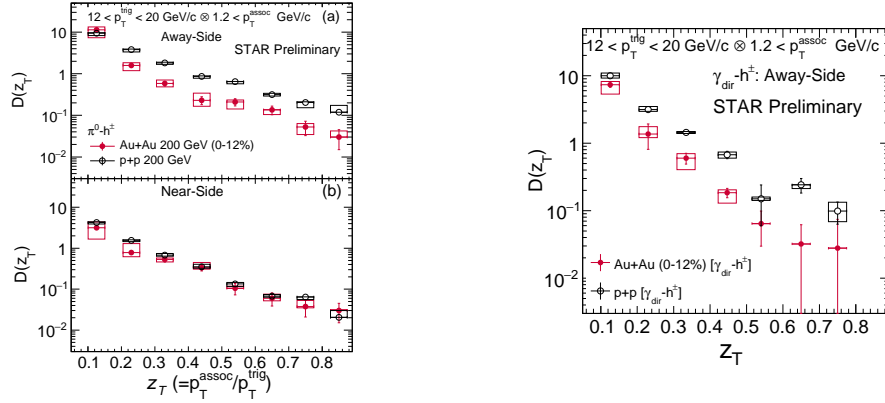 12 < p_T^trig < 20 GeV/c ⊗ 1.2 < p_T^assoc GeV/c (a)
Away-Side
STAR Preliminary
D(z_T)
10
1
10^−1
10^−2
π^0-h^±
Au+Au 200 GeV (0-12%)
p+p 200 GeV
Near-Side (b)
D(z_T)
10
1
10^−1
10^−2
0.1 0.2 0.3 0.4 0.5 0.6 0.7 0.8
z_T (=p_T^assoc/p_T^trig)
12 < p_T^trig < 20 GeV/c ⊗ 1.2 < p_T^assoc GeV/c
γ_dir-h^±: Away-Side
STAR Preliminary
D(z_T)
10
1
10^−1
10^−2
Au+Au (0-12%) [γ_dir-h^±]
p+p [γ_dir-h^±]
0.1 0.2 0.3 0.4 0.5 0.6 0.7 0.8
z_T